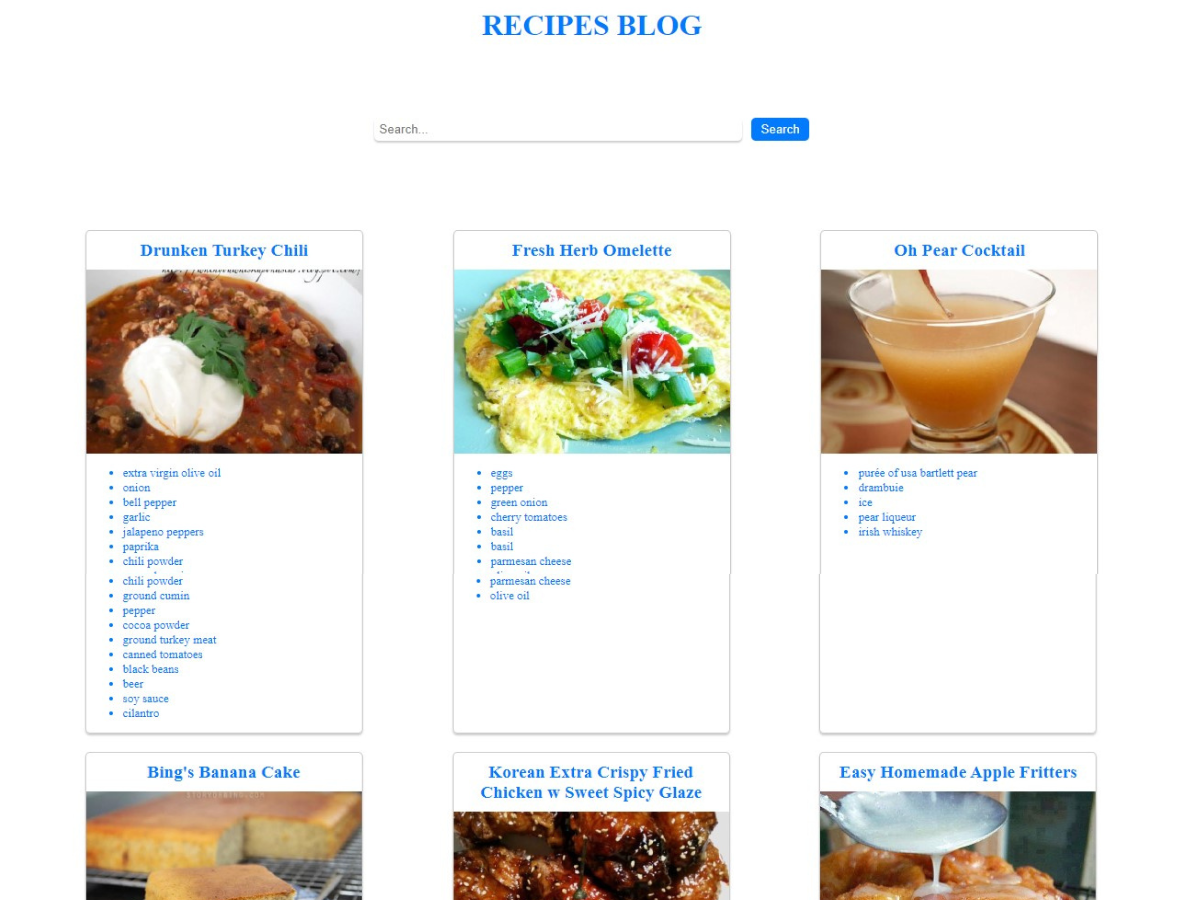 RECIPES BLOG
Search...
Search
Drunken Turkey Chili
extra virgin olive oil
onion
bell pepper
garlic
jalapeno peppers
paprika
chili powder
chili powder
ground cumin
pepper
cocoa powder
ground turkey meat
canned tomatoes
black beans
beer
soy sauce
cilantro
Fresh Herb Omelette
eggs
pepper
green onion
cherry tomatoes
basil
basil
parmesan cheese
parmesan cheese
olive oil
Oh Pear Cocktail
purée of usa bartlett pear
drambuie
ice
pear liqueur
irish whiskey
Bing's Banana Cake
Korean Extra Crispy Fried
Chicken w Sweet Spicy Glaze
Easy Homemade Apple Fritters